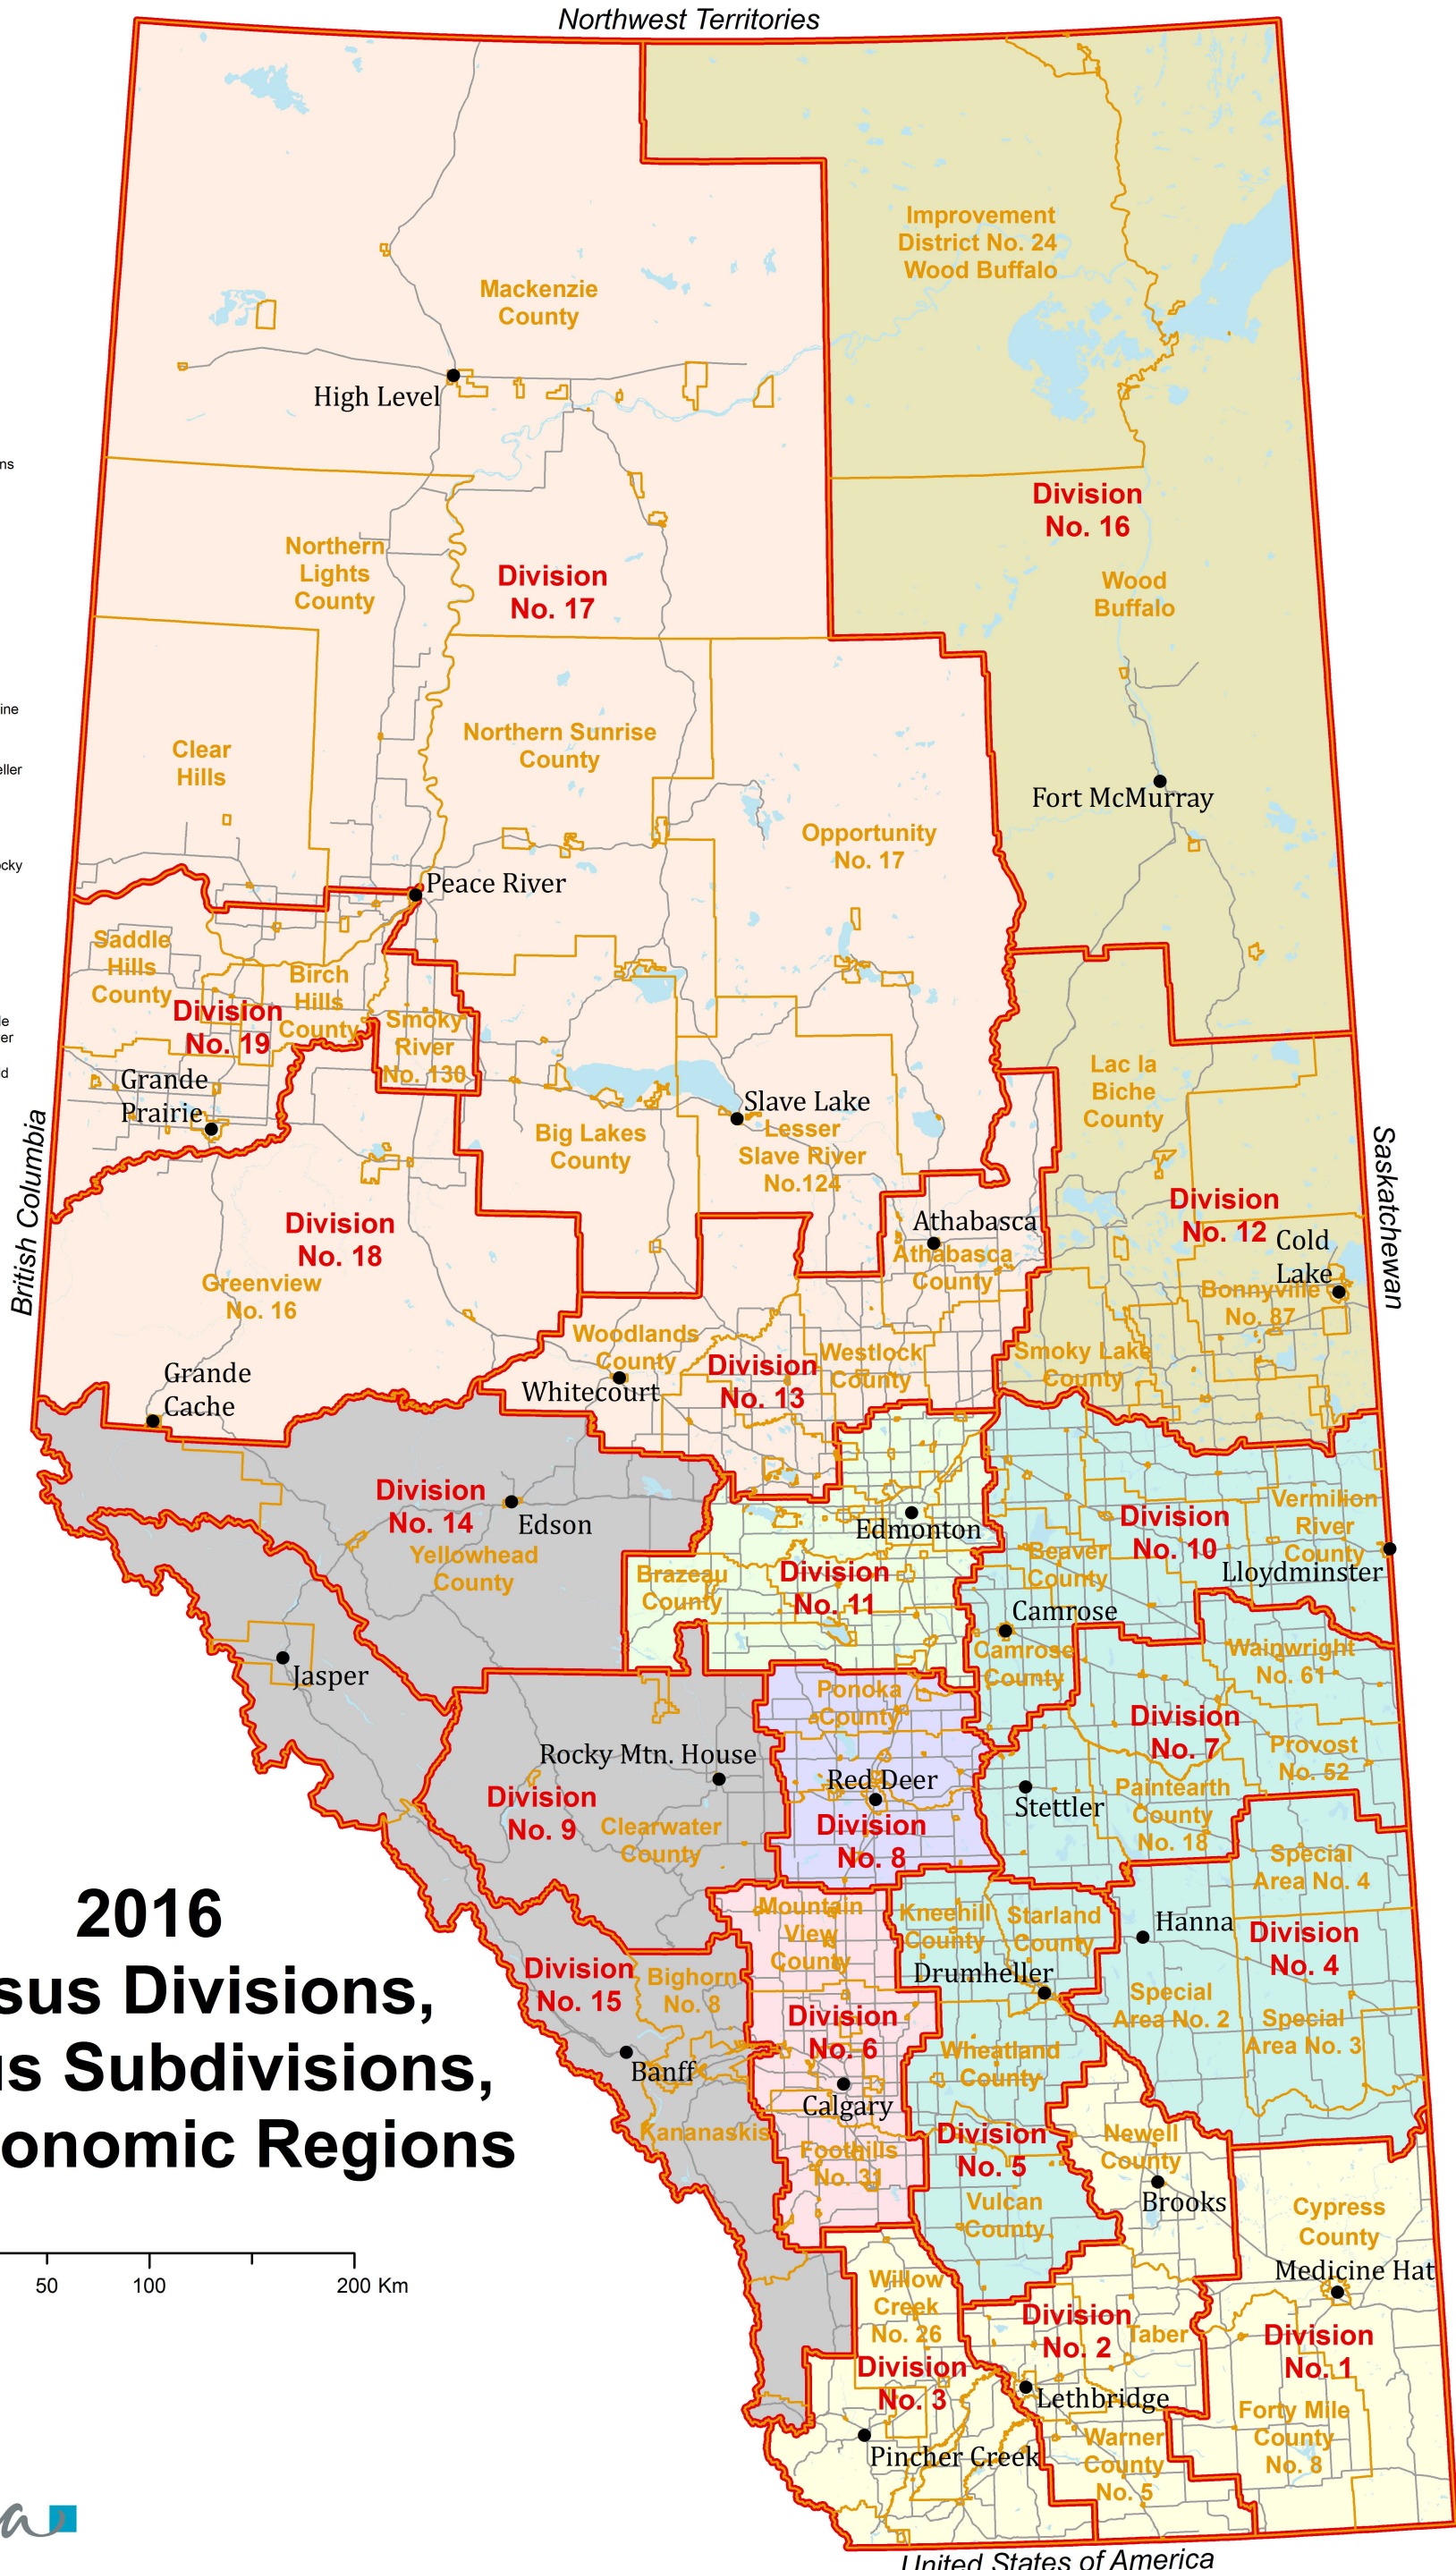 Northwest Territories
Improvement
District No. 24
Wood Buffalo
Mackenzie
County
High Level
ns
Division
No. 16
Northern
Lights
County
Division
No. 17
Wood
Buffalo
ine
Clear
Hills
Northern Sunrise
County
eller
Fort McMurray
Opportunity
No. 17
ocky
Peace River
Saddle
Hills
County
Birch
Hills
County
Division
No. 19
Smoky
River
No. 130
le
er
d
Grande
Prairie
Lac la
Biche
County
Slave Lake
Lesser
Slave River
No.124
Big Lakes
County
British Columbia
Saskatchewan
Division
No. 18
Greenview
No. 16
Athabasca
Athabasca
County
Division
No. 12
Cold
Lake
Bonnyville
No. 87
Woodlands
County
Whitecourt
Division
No. 13
Westlock
County
Smoky Lake
County
Grande
Cache
Division
No. 14
Edson
Yellowhead
County
Edmonton
Division
No. 10
Vermilion
River
County
Lloydminster
Beaver
County
Brazeau
County
Division
No. 11
Camrose
Camrose
County
Wainwright
No. 61
Jasper
Ponoka
County
Division
No. 7
Provost
No. 52
Rocky Mtn. House
Red Deer
Stettler
Paintearth
County
No. 18
Division
No. 9
Clearwater
County
Division
No. 8
Special
Area No. 4
2016
sus Divisions,
us Subdivisions,
onomic Regions
Mountain
View
County
Kneehill
County
Starland
County
Hanna
Division
No. 4
Drumheller
Division
No. 15
Bighorn
No. 8
Special
Area No. 2
Special
Area No. 3
Division
No. 6
Wheatland
County
Banff
Calgary
Kananaskis
Foothills
No. 31
Division
No. 5
Newell
County
Brooks
Vulcan
County
Cypress
County
Medicine Hat
50
100
200 Km
Willow
Creek
No. 26
Division
No. 2
Taber
Division
No. 1
Division
No. 3
Lethbridge
Forty Mile
County
No. 8
Pincher Creek
Warner
County
No. 5
a
United States of America